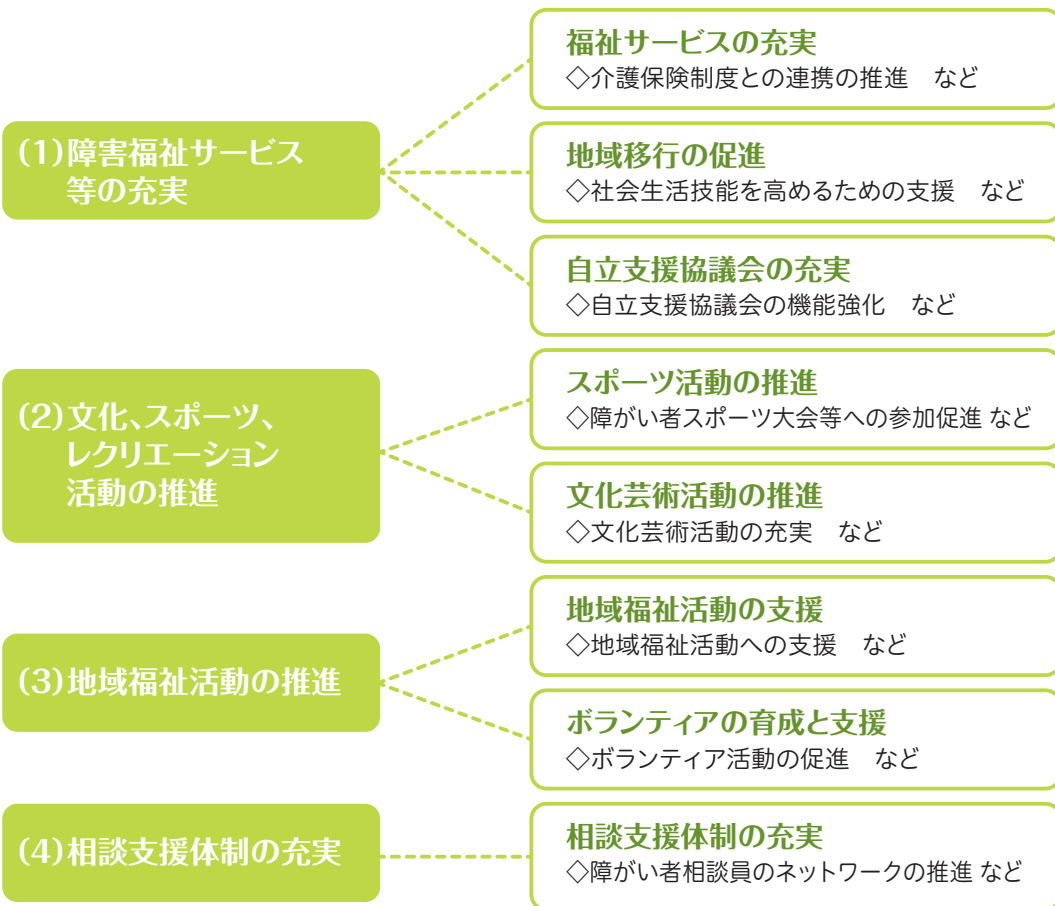 (1)障害福祉サービス
等の充実
福祉サービスの充実
◇介護保険制度との連携の推進　など
地域移行の促進
◇社会生活技能を高めるための支援　など
自立支援協議会の充実
◇自立支援協議会の機能強化　など
(2)文化、スポーツ、
レクリエーション
活動の推進
スポーツ活動の推進
◇障がい者スポーツ大会等への参加促進 など
文化芸術活動の推進
◇文化芸術活動の充実　など
(3)地域福祉活動の推進
地域福祉活動の支援
◇地域福祉活動への支援　など
ボランティアの育成と支援
◇ボランティア活動の促進　など
(4)相談支援体制の充実
相談支援体制の充実
◇障がい者相談員のネットワークの推進 など